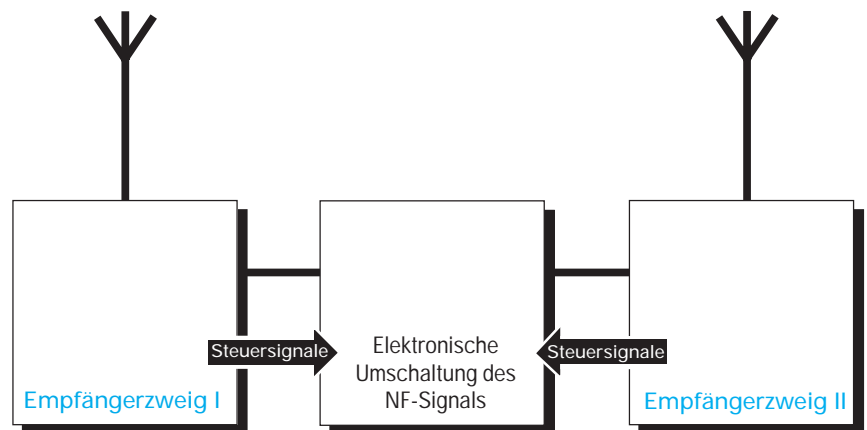 Steuersignale
Elektronische
Umschaltung des
NF-Signals
Steuersignale
Empfängerzweig I
Empfängerzweig II